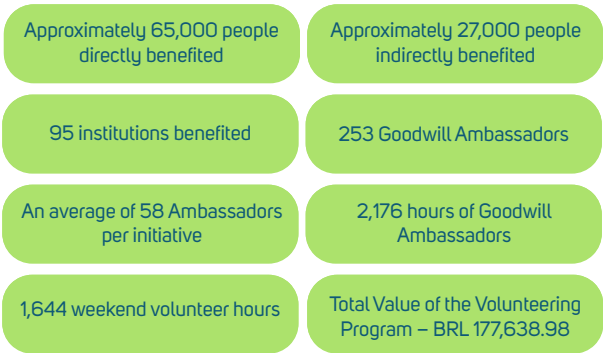 Approximately 65,000 people
directly benefited
Approximately 27,000 people
indirectly benefited
95 institutions benefited
253 Goodwill Ambassadors
An average of 58 Ambassadors
per initiative
2,176 hours of Goodwill
Ambassadors
1,644 weekend volunteer hours
Total Value of the Volunteering
Program – BRL 177,638.98